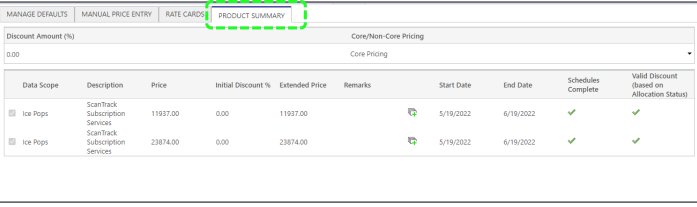 MANAGE DEFAULTS MANUAL PRICE ENTRY RATE CARDS PRODUCT SUMMARY
Discount Amount (%) Core/Non-Core Pricing
0.00 Core Pricing
Data Scope Description Price Initial Discount % Extended Price Remarks Start Date End Date Schedules Complete Valid Discount (based on Allocation Status)
Ice Pops ScanTrack Subscription Services 11937.00 0.00 11937.00 5/19/2022 6/19/2022
Ice Pops ScanTrack Subscription Services 23874.00 0.00 23874.00 5/19/2022 6/19/2022